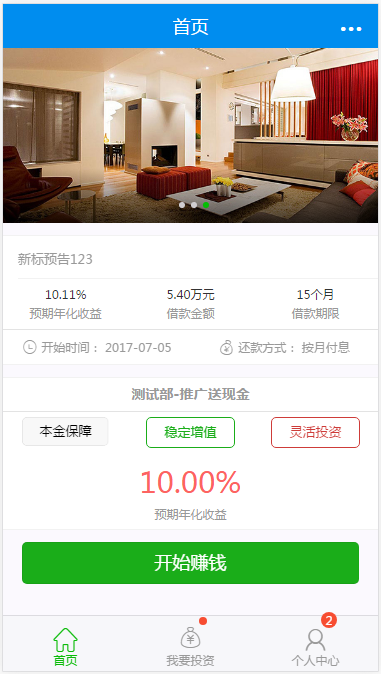 首页
新标预告123
10.11% 5.40万元 15个月
预期年化收益 借款金额 借款期限
开始时间： 2017-07-05 还款方式： 按月付息
测试部-推广送现金
本金保障 稳定增值 灵活投资
10.00%
预期年化收益
开始赚钱
2
首页 我要投资 个人中心